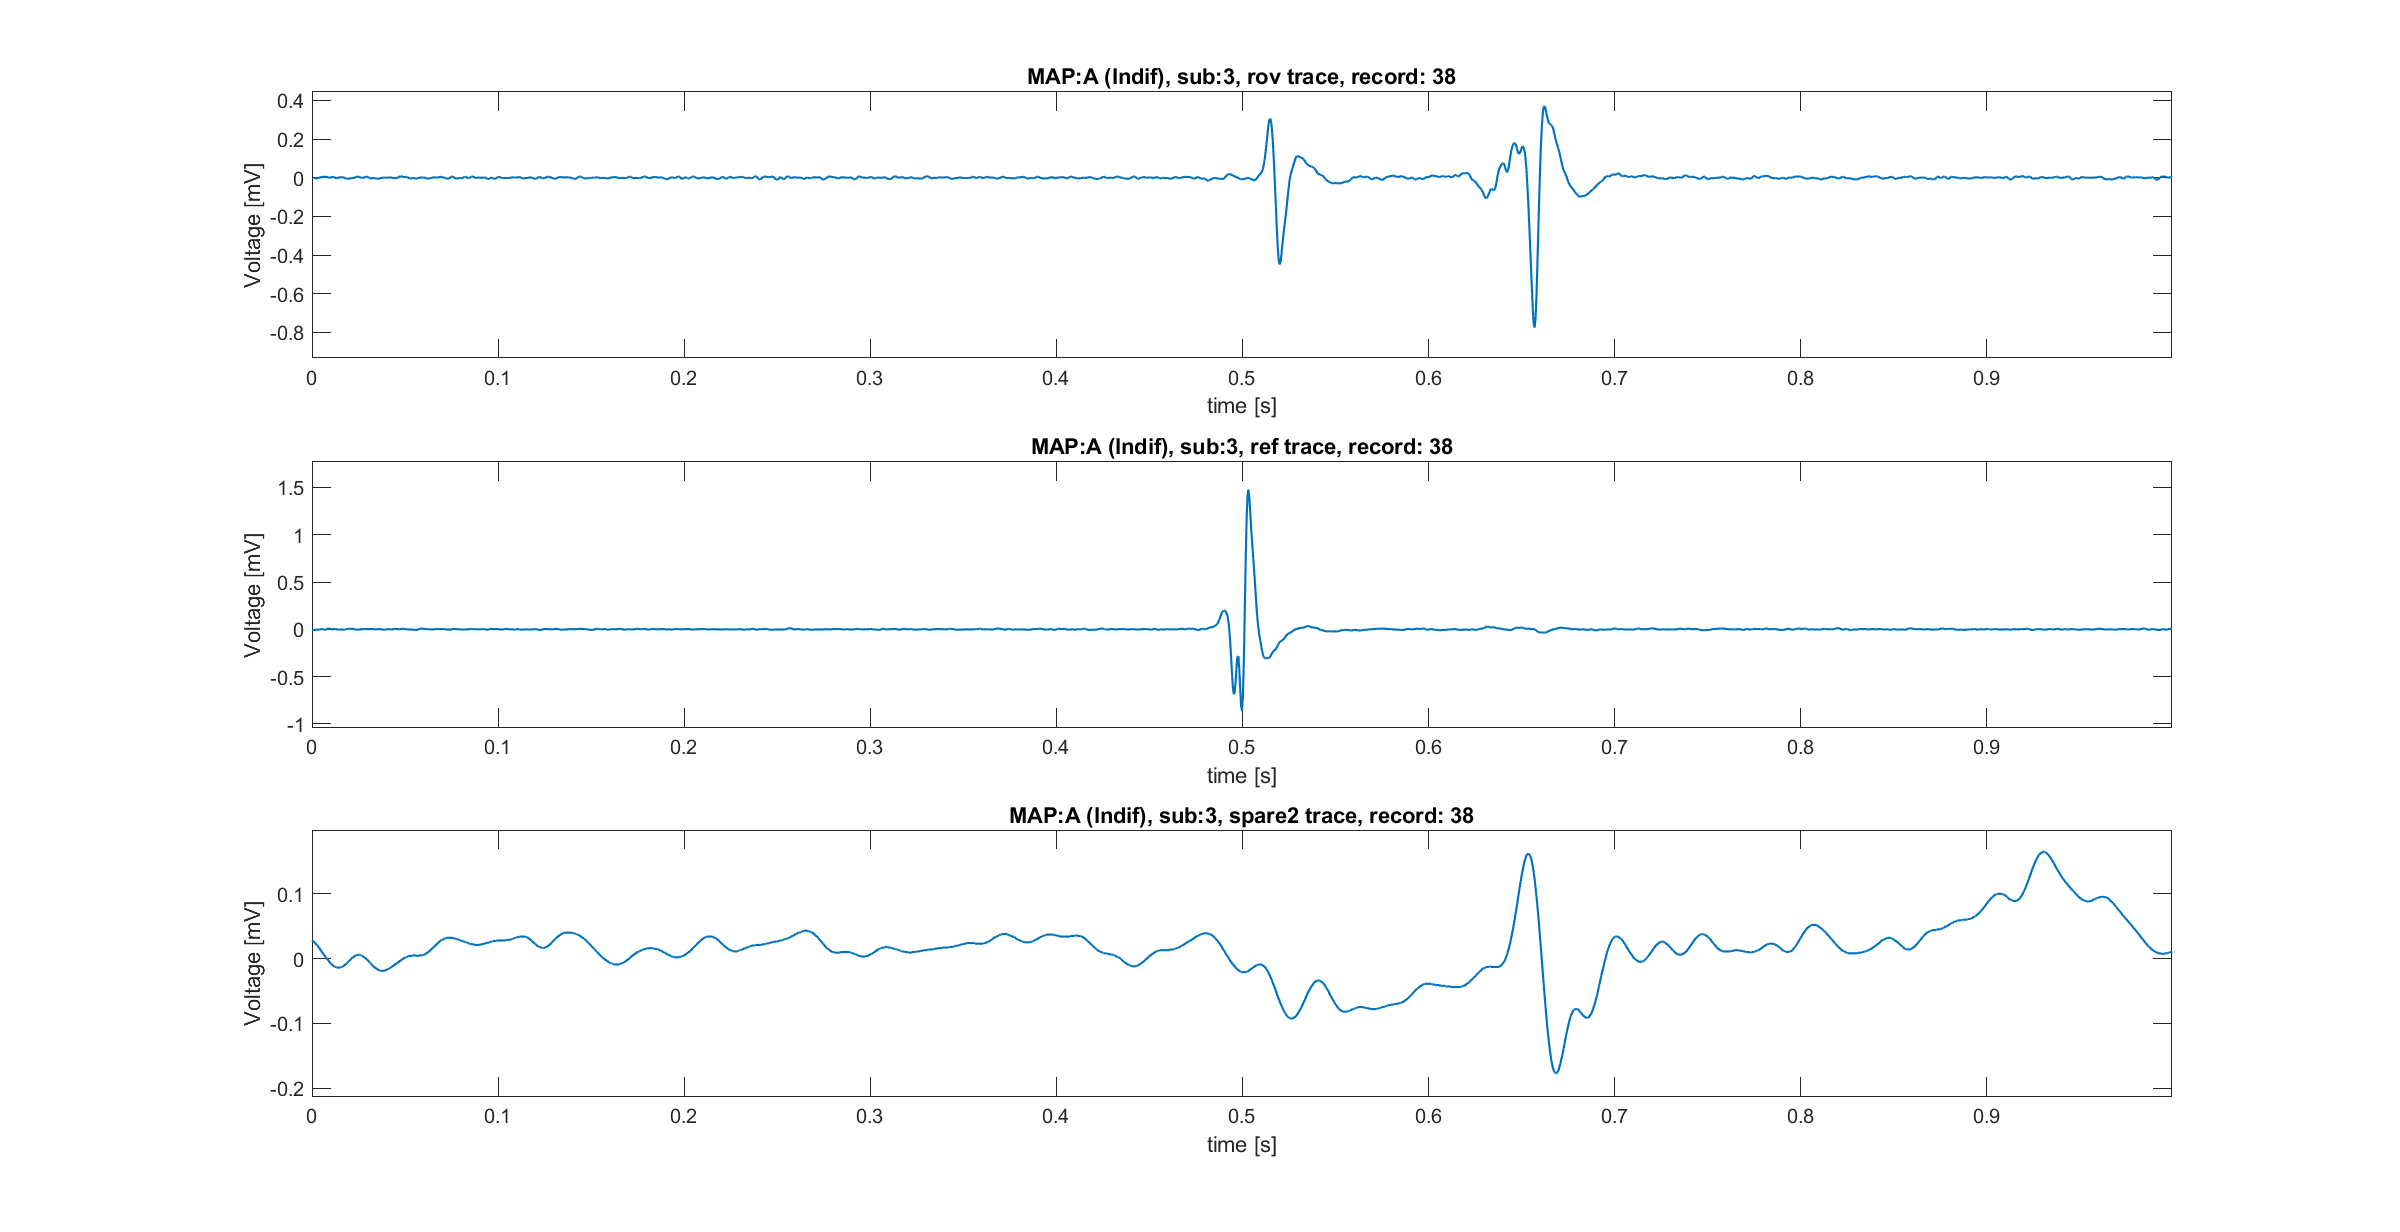 MAP:A (Indif), sub:3, rov trace, record: 38
Voltage [mV]
0.4
0.2
0
-0.2
-0.4
-0.6
-0.8
0 0.1 0.2 0.3 0.4 0.5 0.6 0.7 0.8 0.9
time [s]
MAP:A (Indif), sub:3, ref trace, record: 38
Voltage [mV]
1.5
1
0.5
0
-0.5
-1
0 0.1 0.2 0.3 0.4 0.5 0.6 0.7 0.8 0.9
time [s]
MAP:A (Indif), sub:3, spare2 trace, record: 38
Voltage [mV]
0.1
0
-0.1
-0.2
0 0.1 0.2 0.3 0.4 0.5 0.6 0.7 0.8 0.9
time [s]